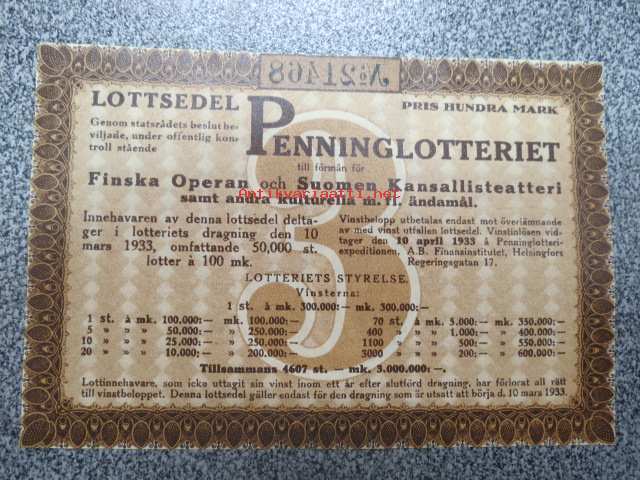 № 21468
LOTTSEDEL
PRIS HUNDRA MARK
Genom statsrådets beslut be-
viljade, under offentlig kon-
troll stående
PENNINGLOTTERIET
till förmån för
Finska Operan och Suomen Kansallisteatteri
samt andra kulturella m. fl. ändamål.
antikvariaatti.net
Innehavaren av denna lottsedel delta-
ger i lotteriets dragning den 10
mars 1933, omfattande 50,000 st.
lotter à 100 mk.
Vinstbelopp utbetalas endast mot överlämnande
av med vinst utfallen lottsedel. Vinstinlösen vid-
tager den 10 april 1933 å Penninglotteri-
expeditionen, A.B. Finansinstitutet, Helsingfors
Regeringsgatan 17.
LOTTERIETS STYRELSE.
Vinsterna:
1 st. à mk. 300.000:— mk. 300.000:—
1 st. à mk. 100.000:— mk. 100.000:— 70 st. à mk. 5.000:— mk. 350.000:—
5 » » » 50,000:— » 250.000:— 400 » » » 1,000:— » 400.000:—
10 » » » 25,000:— » 250.000:— 1100 » » » 500:— » 550.000:—
20 » » » 10,000:— » 200.000:— 3000 » » » 200:— » 600.000:—
Tillsammans 4607 st. — mk. 3.000.000:—.
Lottinnehavare, som icke uttagit sin vinst inom ett år efter slutförd dragning, har förlorat all rätt
till vinstbeloppet. Denna lottsedel gäller endast för den dragning som är utsatt att börja d. 10 mars 1933.
3